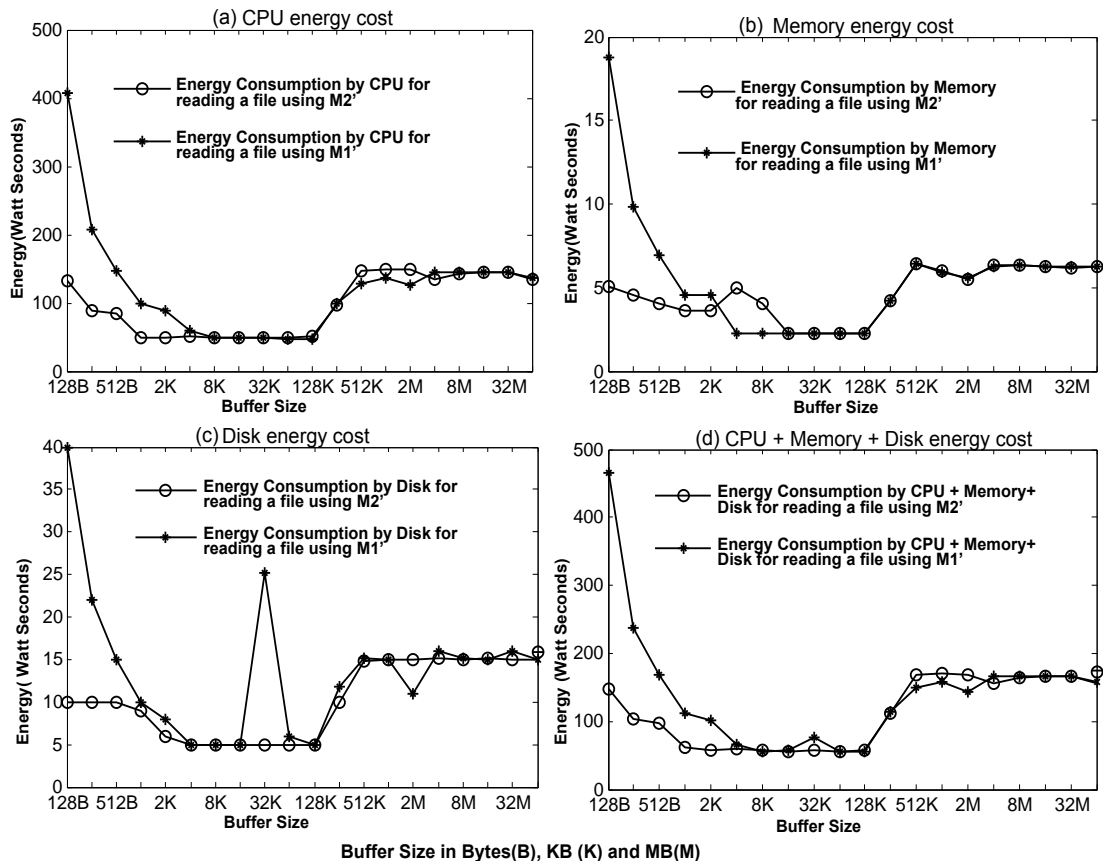 (a) CPU energy cost
500
400
300
200
100
0
Energy(Watt Seconds)
Energy Consumption by CPU for
reading a file using M2'
Energy Consumption by CPU for
reading a file using M1'
128B 512B 2K 8K 32K 128K 512K 2M 8M 32M
Buffer Size
(b) Memory energy cost
20
15
10
5
0
Energy(Watt Seconds)
Energy Consumption by Memory
for reading a file using M2'
Energy Consumption by Memory
for reading a file using M1'
128B 512B 2K 8K 32K 128K 512K 2M 8M 32M
Buffer Size
(c) Disk energy cost
40
35
30
25
20
15
10
5
0
Energy( Watt Seconds)
Energy Consumption by Disk for
reading a file using M2'
Energy Consumption by Disk for
reading a file using M1'
128B 512B 2K 8K 32K 128K 512K 2M 8M 32M
Buffer Size
(d) CPU + Memory + Disk energy cost
500
400
300
200
100
0
Energy (Watt Seconds)
Energy Consumption by CPU + Memory+
Disk for reading a file using M2'
Energy Consumption by CPU + Memory+
Disk for reading a file using M1'
128B 512B 2K 8K 32K 128K 512K 2M 8M 32M
Buffer Size
Buffer Size in Bytes(B), KB (K) and MB(M)